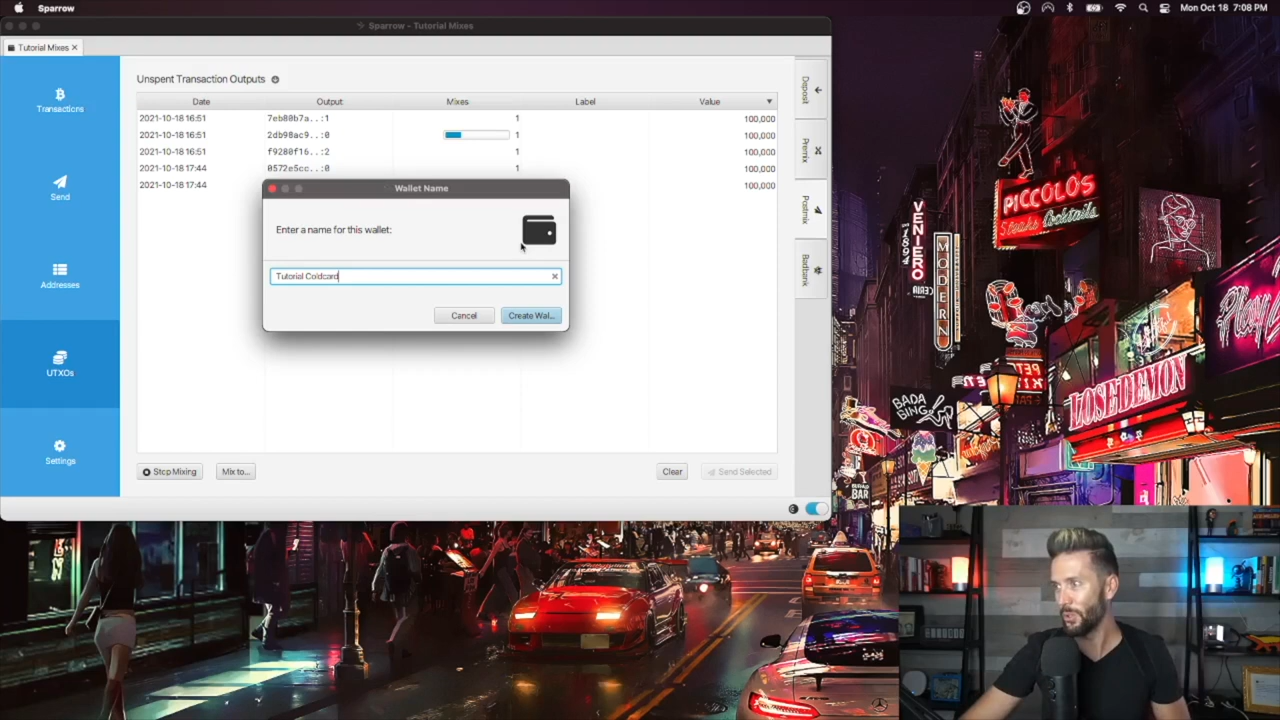 Sparrow
Mon Oct 18 7:08 PM
Sparrow - Tutorial Mixes
Tutorial Mixes
Transactions
Send
Addresses
UTXOs
Settings
Unspent Transaction Outputs
Date Output Mixes Label Value
2021-10-18 16:51 7eb80b7a..:1 1 100,000
2021-10-18 16:51 2db98ac9..:0 1 100,000
2021-10-18 16:51 f9280f16..:2 1 100,000
2021-10-18 17:44 0572e5cc..:0 1 100,000
2021-10-18 17:44 100,000
Wallet Name
Enter a name for this wallet:
Tutorial Coldcard
Cancel
Create Wal...
Stop Mixing
Mix to...
Clear
Send Selected
Deposit
Premix
Postmix
Badbank
PICCOLO'S
Steaks Cocktails
VENIERO
MODERN
BADA
BING UP
LOSE DEMON
BAR